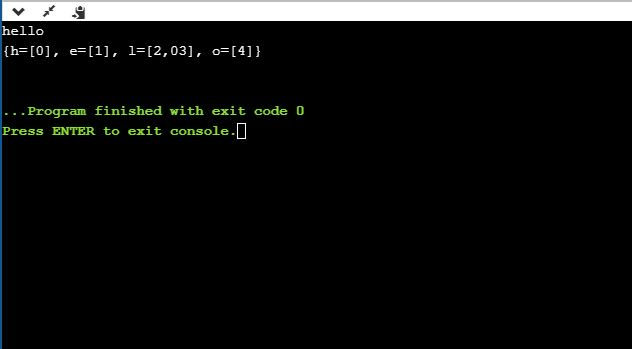 hello
{h=[0], e=[1], l=[2,03], o=[4]}
...Program finished with exit code 0
Press ENTER to exit console.